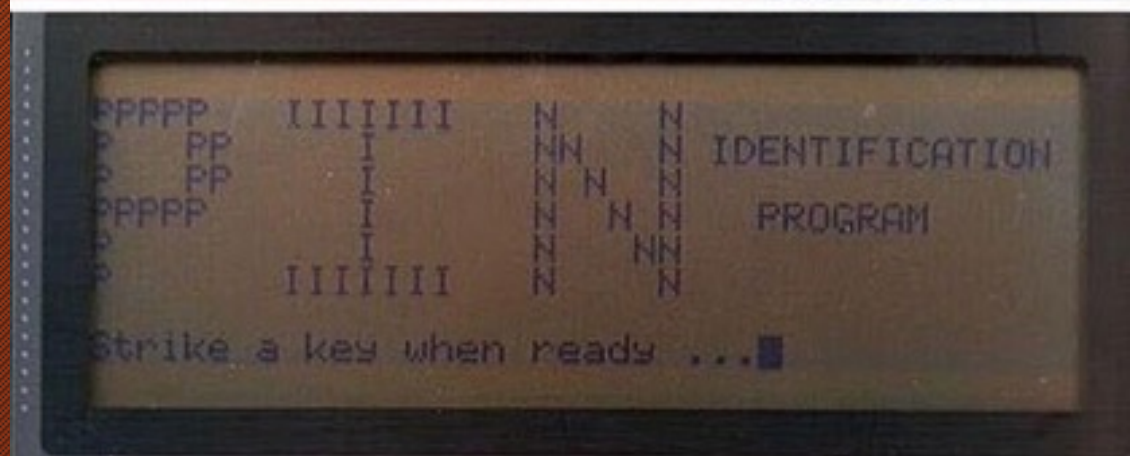 PPPPP   IIIIIII   N     N
P   PP     I      NN    N IDENTIFICATION
P   PP     I      N N   N
PPPPP      I      N  N N   PROGRAM
P          I      N   NN
P       IIIIIII   N     N
Strike a key when ready ...